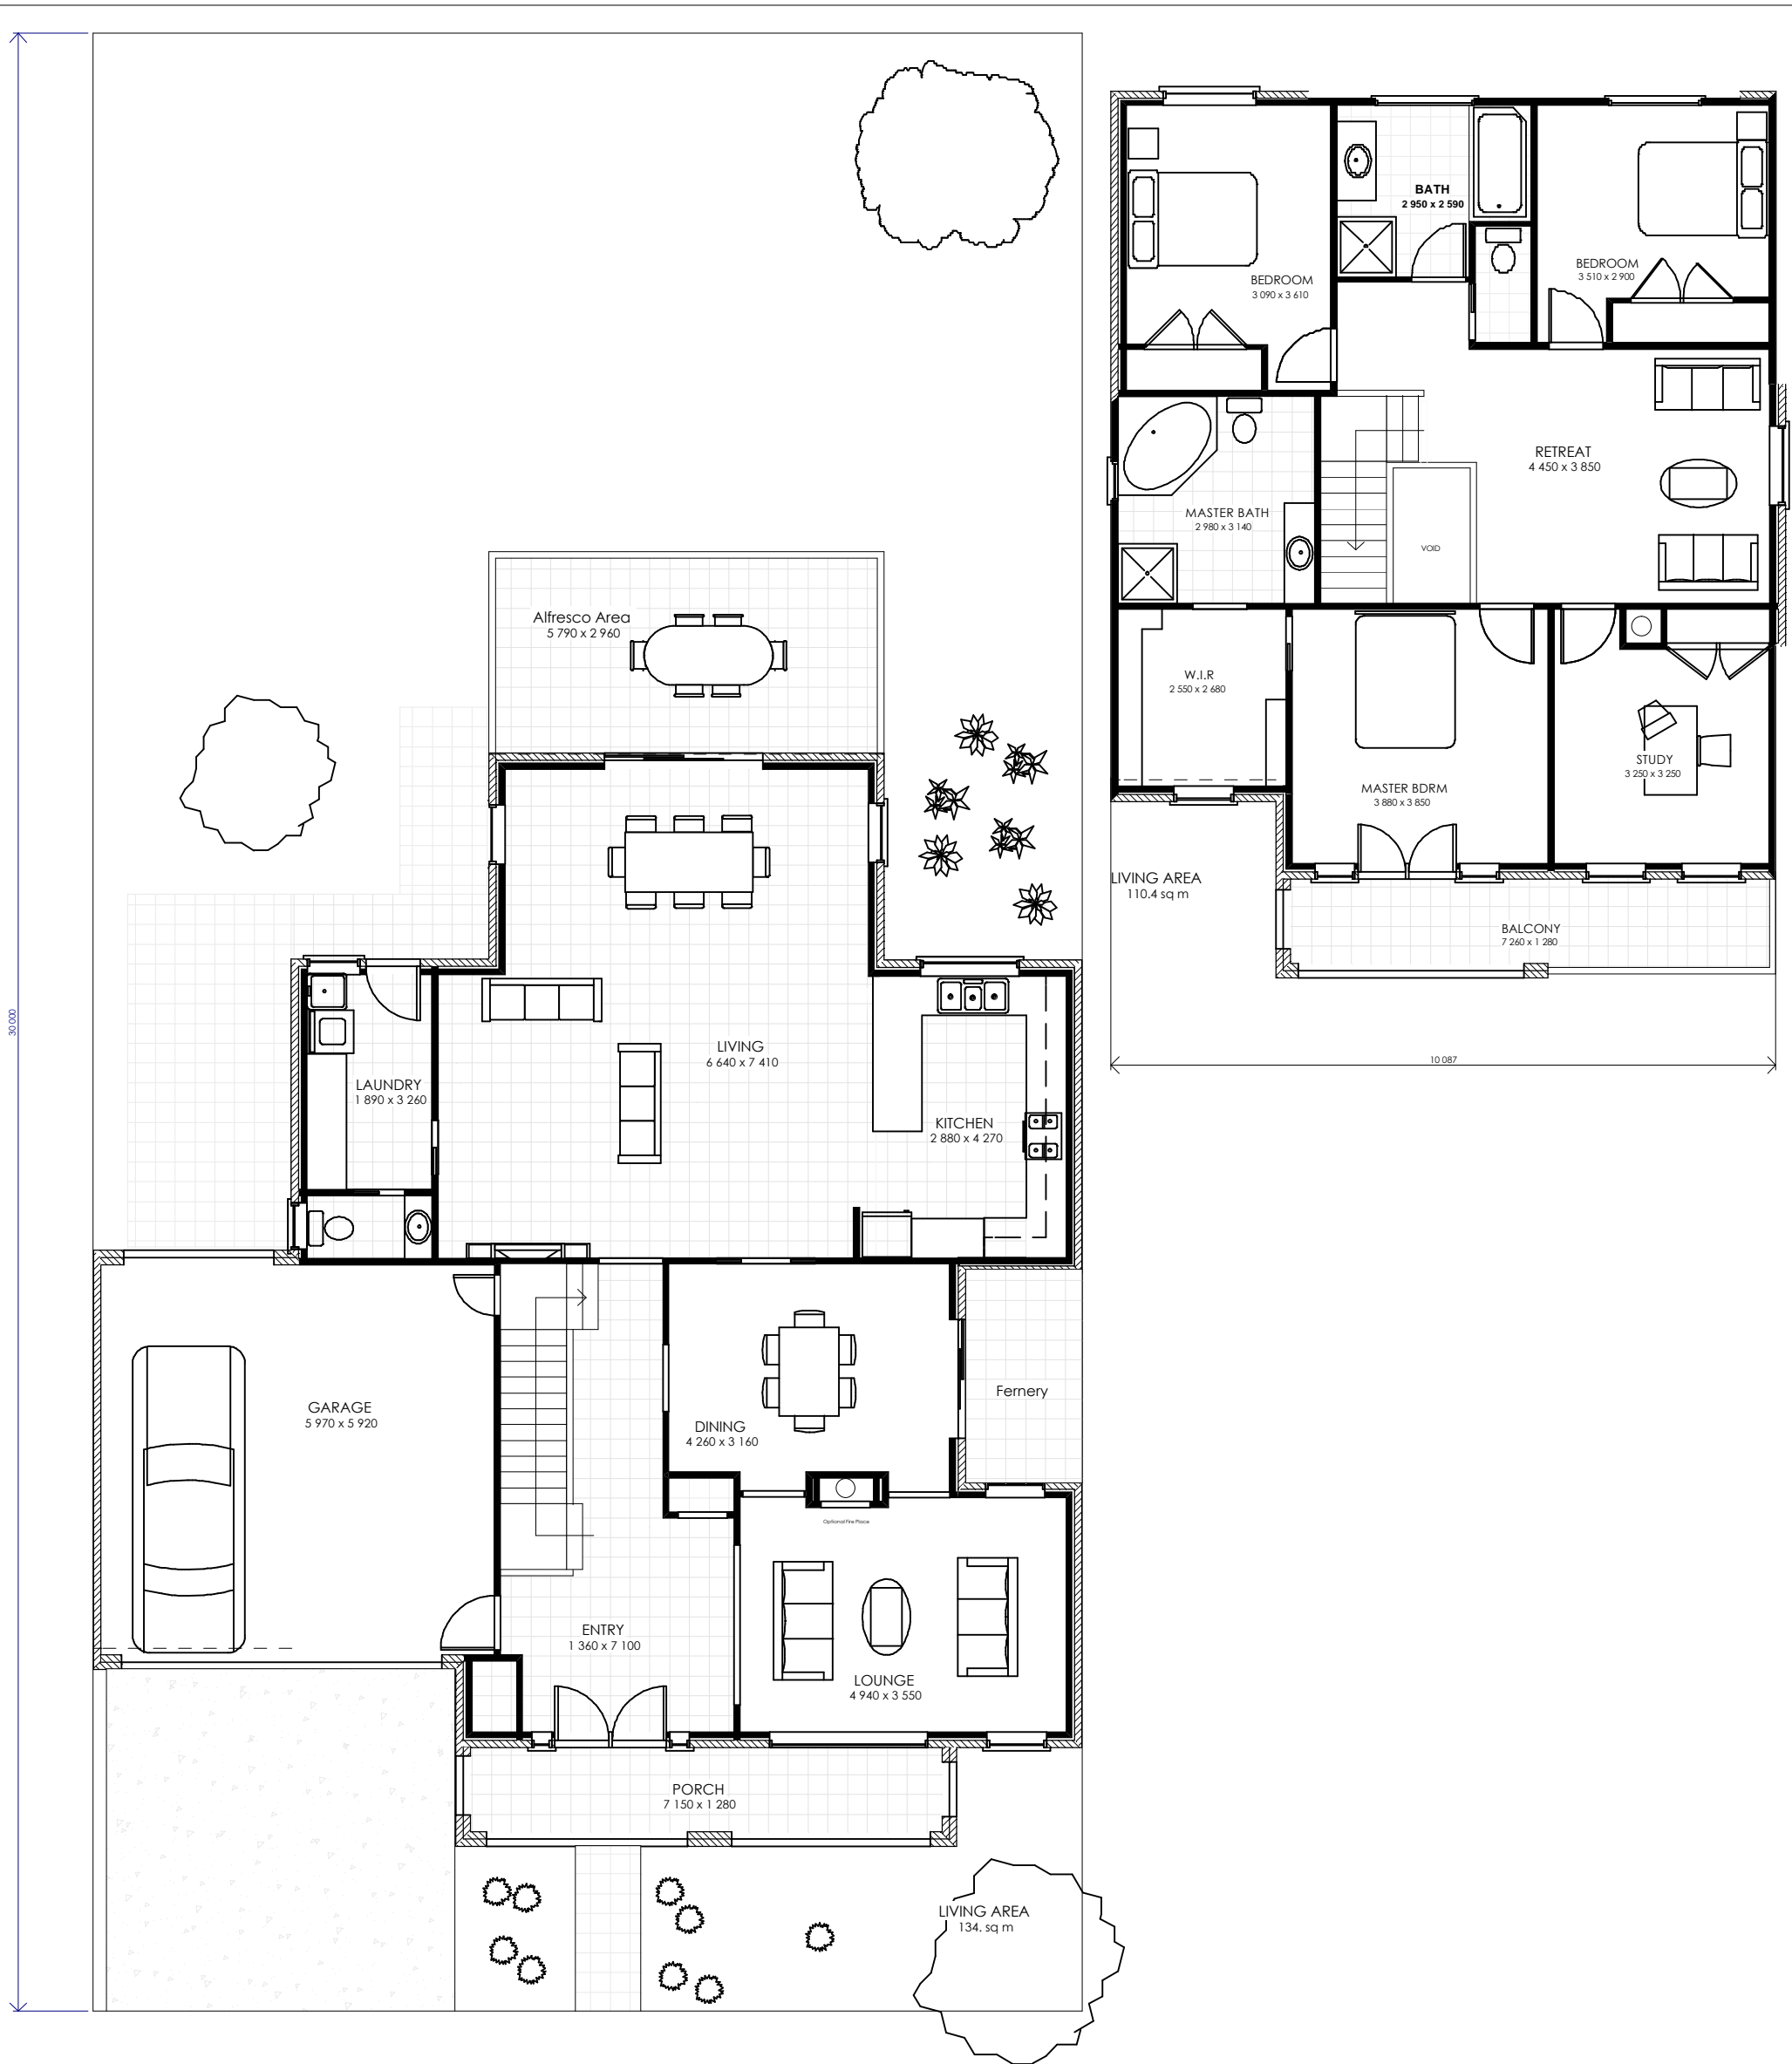 BATH
2 950 x 2 590
BEDROOM
3 510 x 2 900
BEDROOM
3 090 x 3 610
RETREAT
4 450 x 3 850
MASTER BATH
2 980 x 3 140
VOID
Alfresco Area
5 790 x 2 960
W.I.R
2 550 x 2 680
STUDY
3 250 x 3 250
MASTER BDRM
3 880 x 3 850
LIVING AREA
110.4 sq m
BALCONY
7 260 x 1 280
30 000
LIVING
6 640 x 7 410
10 087
LAUNDRY
1 890 x 3 260
KITCHEN
2 880 x 4 270
Fernery
GARAGE
5 970 x 5 920
DINING
4 260 x 3 160
Optional Fire Place
ENTRY
1 360 x 7 100
LOUNGE
4 940 x 3 550
PORCH
7 150 x 1 280
LIVING AREA
134. sq m